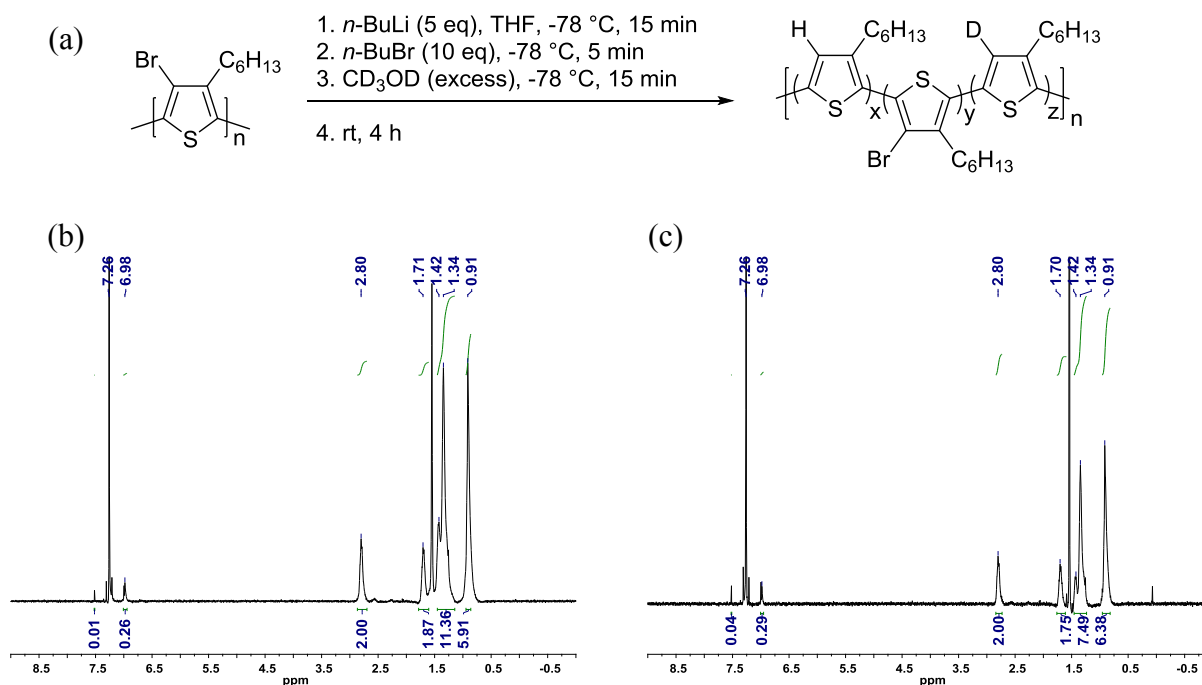 (a)
Br
C6H13
S
n
1. n-BuLi (5 eq), THF, -78 °C, 15 min
2. n-BuBr (10 eq), -78 °C, 5 min
3. CD3OD (excess), -78 °C, 15 min
4. rt, 4 h
H
C6H13
S
x
S
Br
C6H13
y
D
C6H13
S
z
n
(b)
7.26
6.98
2.80
1.71
1.42
1.34
0.91
0.01
0.26
2.00
1.87
11.36
5.91
8.5 7.5 6.5 5.5 4.5 3.5 2.5 1.5 0.5 -0.5
ppm
(c)
7.26
6.98
2.80
1.70
1.42
1.34
0.91
0.04
0.29
2.00
1.75
7.49
6.38
8.5 7.5 6.5 5.5 4.5 3.5 2.5 1.5 0.5 -0.5
ppm